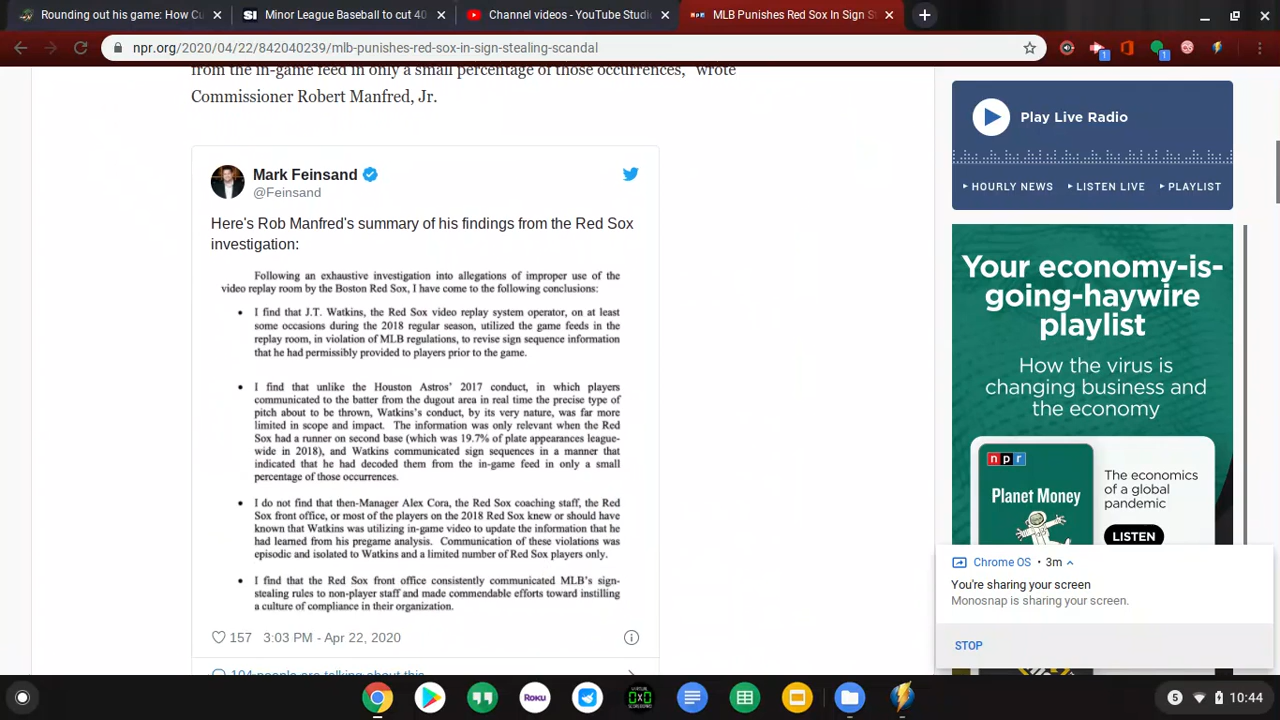 Rounding out his game: How Cu
Minor League Baseball to cut 40
Channel videos - YouTube Studi
MLB Punishes Red Sox In Sign S
npr.org/2020/04/22/842040239/mlb-punishes-red-sox-in-sign-stealing-scandal
from the in-game feed in only a small percentage of those occurrences," wrote
Commissioner Robert Manfred, Jr.
Mark Feinsand
@Feinsand
Here's Rob Manfred's summary of his findings from the Red Sox
investigation:
Following an exhaustive investigation into allegations of improper use of the
video replay room by the Boston Red Sox, I have come to the following conclusions:
• I find that J.T. Watkins, the Red Sox video replay system operator, on at least
some occasions during the 2018 regular season, utilized the game feeds in the
replay room, in violation of MLB regulations, to revise sign sequence information
that he had permissibly provided to players prior to the game.
• I find that unlike the Houston Astros' 2017 conduct, in which players
communicated to the batter from the dugout area in real time the precise type of
pitch about to be thrown, Watkins's conduct, by its very nature, was far more
limited in scope and impact. The information was only relevant when the Red
Sox had a runner on second base (which was 19.7% of plate appearances league-
wide in 2018), and Watkins communicated sign sequences in a manner that
indicated that he had decoded them from the in-game feed in only a small
percentage of those occurrences.
• I do not find that then-Manager Alex Cora, the Red Sox coaching staff, the Red
Sox front office, or most of the players on the 2018 Red Sox knew or should have
known that Watkins was utilizing in-game video to update the information that he
had learned from his pregame analysis. Communication of these violations was
episodic and isolated to Watkins and a limited number of Red Sox players only.
• I find that the Red Sox front office consistently communicated MLB's sign-
stealing rules to non-player staff and made commendable efforts toward instilling
a culture of compliance in their organization.
157 3:03 PM - Apr 22, 2020
104 people are talking about this
Play Live Radio
HOURLY NEWS LISTEN LIVE PLAYLIST
Your economy-is-
going-haywire
playlist
How the virus is
changing business and
the economy
npr
Planet Money
The economics
of a global
pandemic
LISTEN
Chrome OS • 3m
You're sharing your screen
Monosnap is sharing your screen.
STOP
Roku
5 10:44